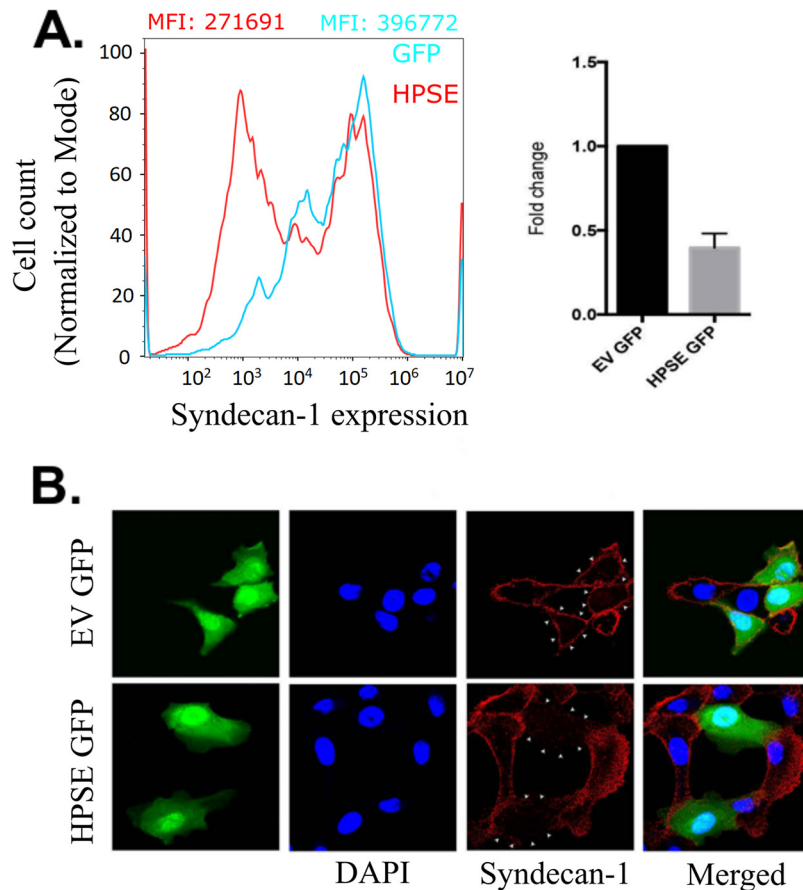 A.
MFI: 271691 MFI: 396772
GFP
HPSE
100
80
60
40
20
0
10² 10³ 10⁴ 10⁵ 10⁶ 10⁷
Cell count
(Normalized to Mode)
Syndecan-1 expression
1.5
1.0
0.5
0.0
Fold change
EV GFP
HPSE GFP
B.
EV GFP
HPSE GFP
DAPI Syndecan-1 Merged